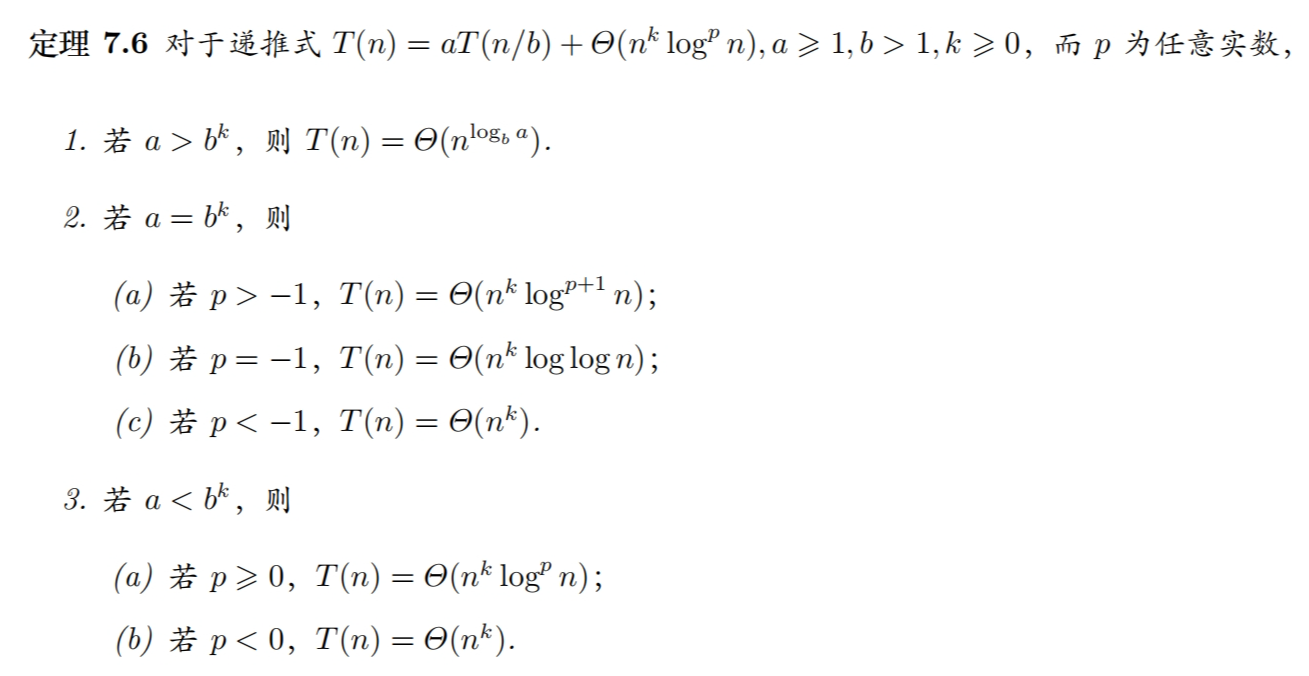 定理 7.6 对于递推式 T(n) = aT(n/b) + Θ(n^k log^p n), a ⩾ 1, b > 1, k ⩾ 0，而 p 为任意实数，
1. 若 a > b^k，则 T(n) = Θ(n^{log_b a}).
2. 若 a = b^k，则
(a) 若 p > −1，T(n) = Θ(n^k log^{p+1} n);
(b) 若 p = −1，T(n) = Θ(n^k log log n);
(c) 若 p < −1，T(n) = Θ(n^k).
3. 若 a < b^k，则
(a) 若 p ⩾ 0，T(n) = Θ(n^k log^p n);
(b) 若 p < 0，T(n) = Θ(n^k).